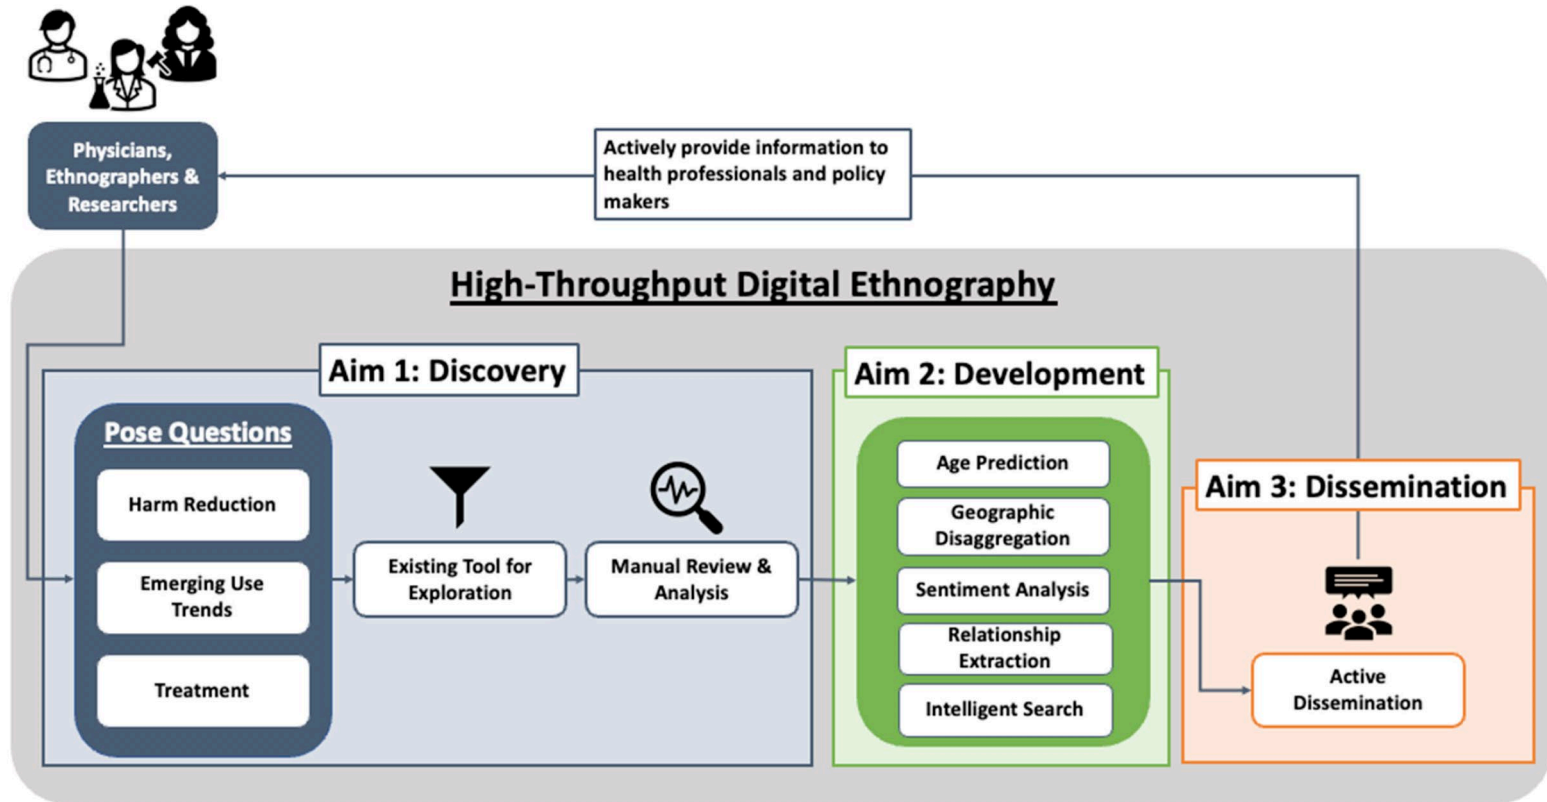 Physicians,
Ethnographers &
Researchers
Actively provide information to
health professionals and policy
makers
High-Throughput Digital Ethnography
Aim 1: Discovery
Pose Questions
Harm Reduction
Emerging Use
Trends
Treatment
Existing Tool for
Exploration
Manual Review &
Analysis
Aim 2: Development
Age Prediction
Geographic
Disaggregation
Sentiment Analysis
Relationship
Extraction
Intelligent Search
Aim 3: Dissemination
Active
Dissemination